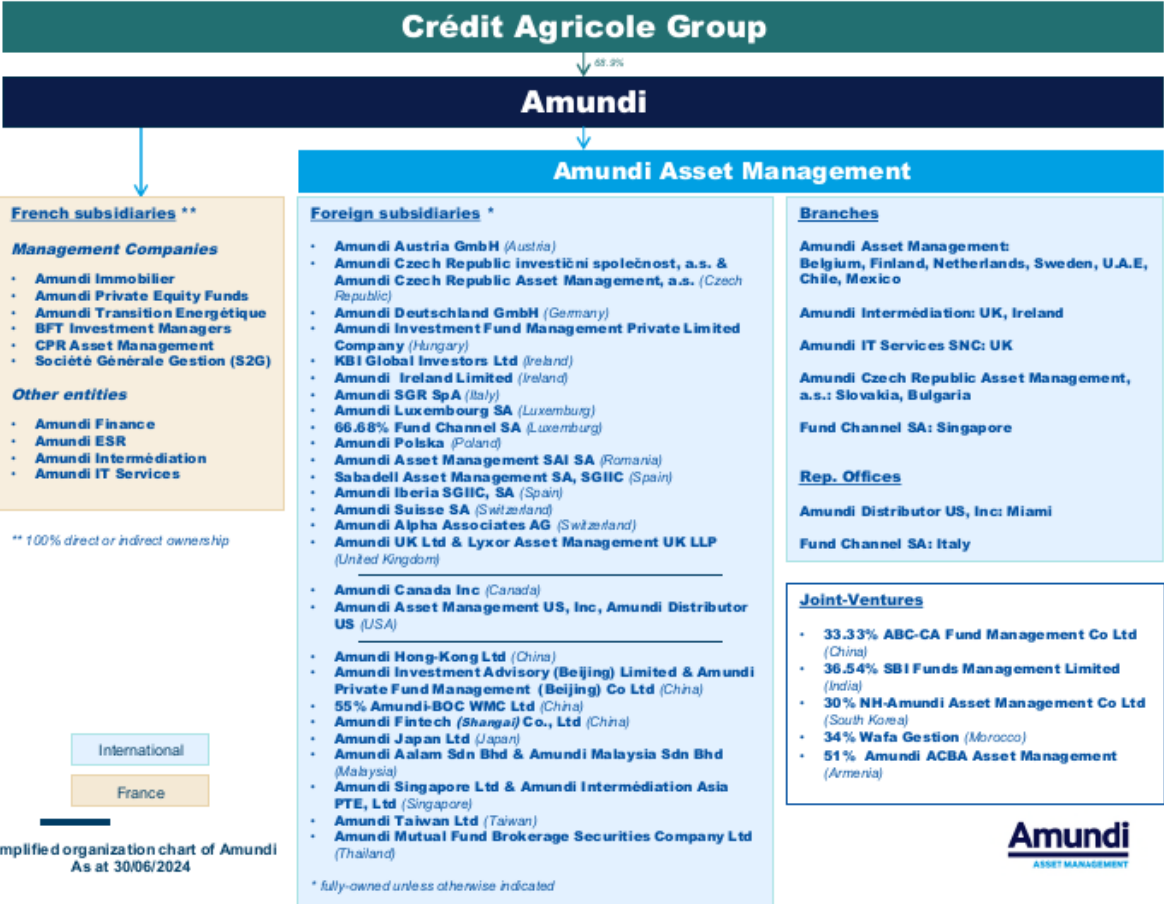 Crédit Agricole Group
68.9%
Amundi
Amundi Asset Management
French subsidiaries **
Management Companies
• Amundi Immobilier
• Amundi Private Equity Funds
• Amundi Transition Energétique
• BFT Investment Managers
• CPR Asset Management
• Société Générale Gestion (S2G)
Other entities
• Amundi Finance
• Amundi ESR
• Amundi Intermédiation
• Amundi IT Services
** 100% direct or indirect ownership
International
France
mplified organization chart of Amundi
As at 30/06/2024
Foreign subsidiaries *
• Amundi Austria GmbH (Austria)
• Amundi Czech Republic investiční společnost, a.s. &
Amundi Czech Republic Asset Management, a.s. (Czech
Republic)
• Amundi Deutschland GmbH (Germany)
• Amundi Investment Fund Management Private Limited
Company (Hungary)
• KBI Global Investors Ltd (Ireland)
• Amundi Ireland Limited (Ireland)
• Amundi SGR SpA (Italy)
• Amundi Luxembourg SA (Luxemburg)
• 66.68% Fund Channel SA (Luxemburg)
• Amundi Polska (Poland)
• Amundi Asset Management SAI SA (Romania)
• Sabadell Asset Management SA, SGIIC (Spain)
• Amundi Iberia SGIIC, SA (Spain)
• Amundi Suisse SA (Switzerland)
• Amundi Alpha Associates AG (Switzerland)
• Amundi UK Ltd & Lyxor Asset Management UK LLP
(United Kingdom)
• Amundi Canada Inc (Canada)
• Amundi Asset Management US, Inc, Amundi Distributor
US (USA)
• Amundi Hong-Kong Ltd (China)
• Amundi Investment Advisory (Beijing) Limited & Amundi
Private Fund Management (Beijing) Co Ltd (China)
• 55% Amundi-BOC WMC Ltd (China)
• Amundi Fintech (Shangai) Co., Ltd (China)
• Amundi Japan Ltd (Japan)
• Amundi Aalam Sdn Bhd & Amundi Malaysia Sdn Bhd
(Malaysia)
• Amundi Singapore Ltd & Amundi Intermédiation Asia
PTE, Ltd (Singapore)
• Amundi Taiwan Ltd (Taiwan)
• Amundi Mutual Fund Brokerage Securities Company Ltd
(Thailand)
* fully-owned unless otherwise indicated
Branches
Amundi Asset Management:
Belgium, Finland, Netherlands, Sweden, U.A.E,
Chile, Mexico
Amundi Intermédiation: UK, Ireland
Amundi IT Services SNC: UK
Amundi Czech Republic Asset Management,
a.s.: Slovakia, Bulgaria
Fund Channel SA: Singapore
Rep. Offices
Amundi Distributor US, Inc: Miami
Fund Channel SA: Italy
Joint-Ventures
• 33.33% ABC-CA Fund Management Co Ltd
(China)
• 36.54% SBI Funds Management Limited
(India)
• 30% NH-Amundi Asset Management Co Ltd
(South Korea)
• 34% Wafa Gestion (Morocco)
• 51% Amundi ACBA Asset Management
(Armenia)
Amundi
ASSET MANAGEMENT